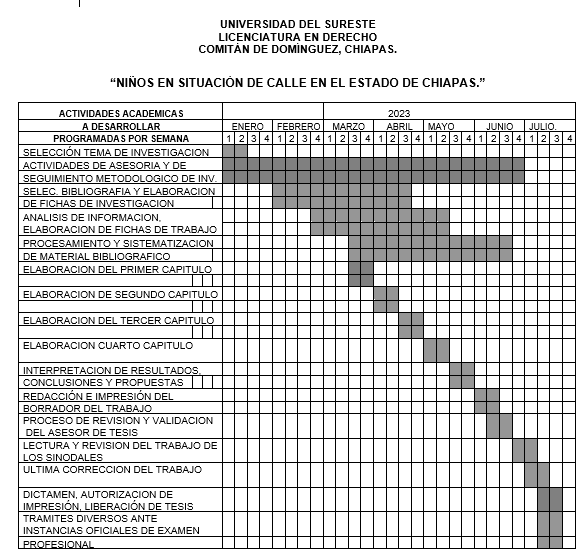 UNIVERSIDAD DEL SURESTE
LICENCIATURA EN DERECHO
COMITÁN DE DOMÌNGUEZ, CHIAPAS.
“NIÑOS EN SITUACIÓN DE CALLE EN EL ESTADO DE CHIAPAS.”
ACTIVIDADES ACADEMICAS 2023
A DESARROLLAR ENERO FEBRERO MARZO ABRIL MAYO JUNIO JULIO.
PROGRAMADAS POR SEMANA 1 2 3 4 1 2 3 4 1 2 3 4 1 2 3 4 1 2 3 4 1 2 3 4 1 2 3 4
SELECCIÓN TEMA DE INVESTIGACION
ACTIVIDADES DE ASESORIA Y DE
SEGUIMIENTO METODOLOGICO DE INV.
SELEC. BIBLIOGRAFIA Y ELABORACION
DE FICHAS DE INVESTIGACION
ANALISIS DE INFORMACION,
ELABORACION DE FICHAS DE TRABAJO
PROCESAMIENTO Y SISTEMATIZACION
DE MATERIAL BIBLIOGRAFICO
ELABORACION DEL PRIMER CAPITULO
ELABORACION DE SEGUNDO CAPITULO
ELABORACION DEL TERCER CAPITULO
ELABORACION CUARTO CAPITULO
INTERPRETACION DE RESULTADOS,
CONCLUSIONES Y PROPUESTAS
REDACCIÓN E IMPRESIÓN DEL
BORRADOR DEL TRABAJO
PROCESO DE REVISION Y VALIDACION
DEL ASESOR DE TESIS
LECTURA Y REVISION DEL TRABAJO DE
LOS SINODALES
ULTIMA CORRECCION DEL TRABAJO
DICTAMEN, AUTORIZACION DE
IMPRESIÓN, LIBERACIÓN DE TESIS
TRAMITES DIVERSOS ANTE
INSTANCIAS OFICIALES DE EXAMEN
PROFESIONAL